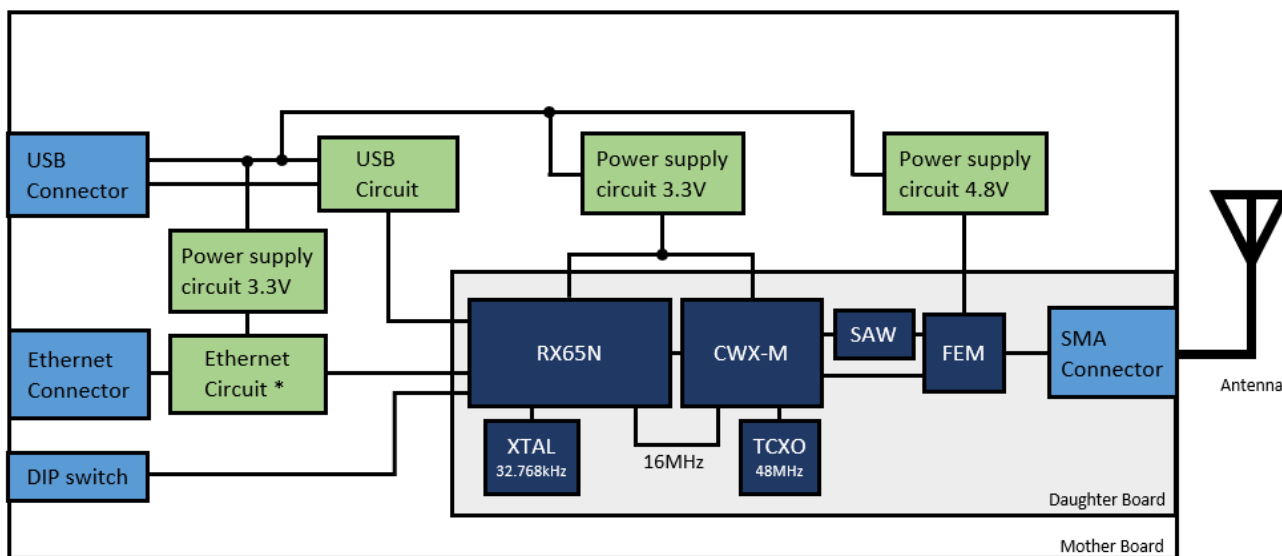 USB
Connector
USB
Circuit
Power supply
circuit 3.3V
Power supply
circuit 4.8V
Power supply
circuit 3.3V
Ethernet
Connector
Ethernet
Circuit *
RX65N
CWX-M
SAW
FEM
SMA
Connector
Antenna
XTAL
32.768kHz
16MHz
TCXO
48MHz
DIP switch
Daughter Board
Mother Board